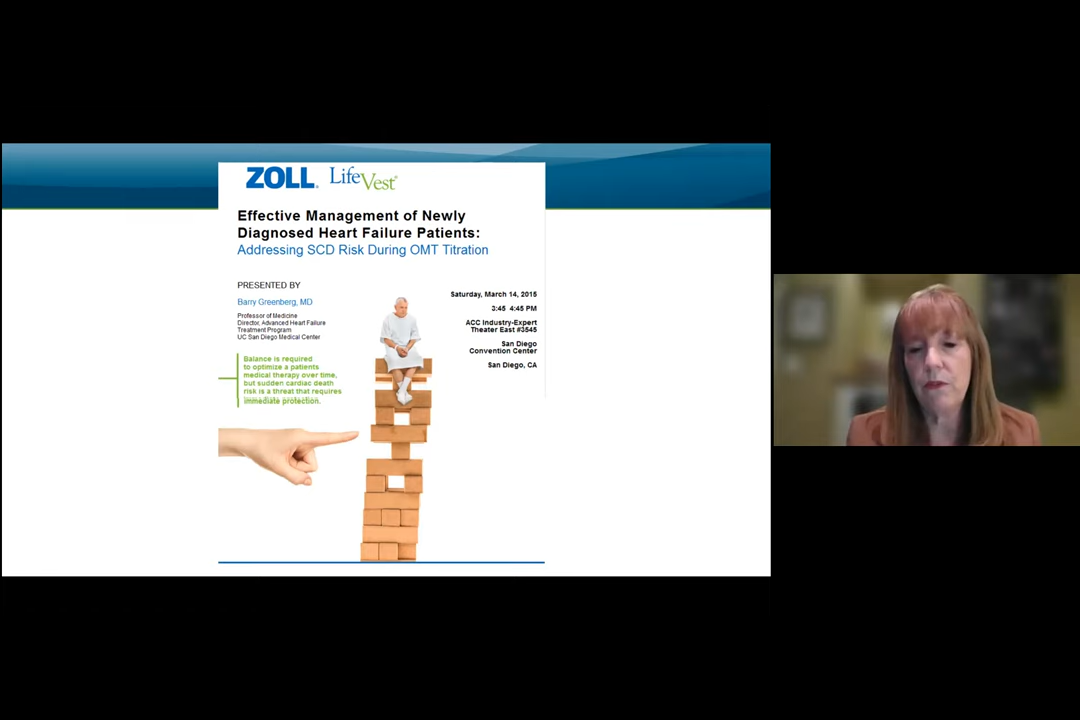 ZOLL® LifeVest®
Effective Management of Newly
Diagnosed Heart Failure Patients:
Addressing SCD Risk During OMT Titration
PRESENTED BY
Barry Greenberg, MD
Professor of Medicine
Director, Advanced Heart Failure
Treatment Program
UC San Diego Medical Center
Saturday, March 14, 2015
3:45 4:45 PM
ACC Industry-Expert
Theater East #3545
San Diego
Convention Center
San Diego, CA
Balance is required
to optimize a patients
medical therapy over time,
but sudden cardiac death
risk is a threat that requires
immediate protection.